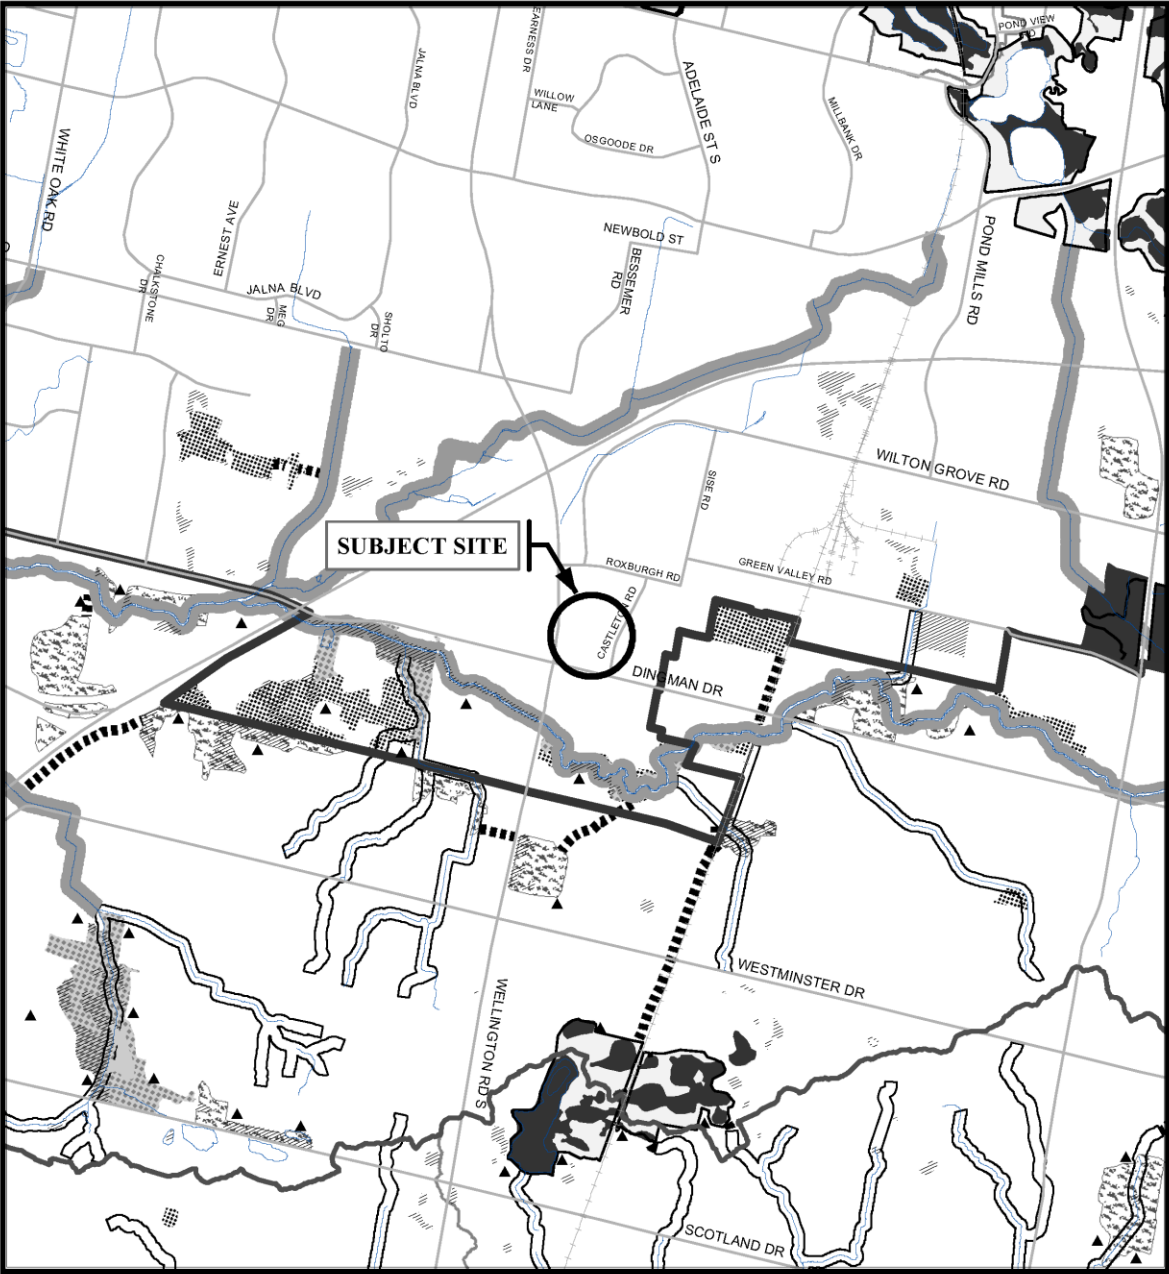 POND VIEW
RD
EARNESS DR
JALNA BLVD
ADELAIDE ST S
WILLOW
LANE
MILLBANK DR
OSGOODE DR
WHITE OAK RD
ERNEST AVE
NEWBOLD ST
POND MILLS RD
BESSEMER
RD
CHALKSTONE
DR
JALNA BLVD
MEG
DR
SHOLTO
DR
WILTON GROVE RD
SISE RD
SUBJECT SITE
ROXBURGH RD
GREEN VALLEY RD
CASTLETON RD
DINGMAN DR
WESTMINSTER DR
WELLINGTON RD S
SCOTLAND DR